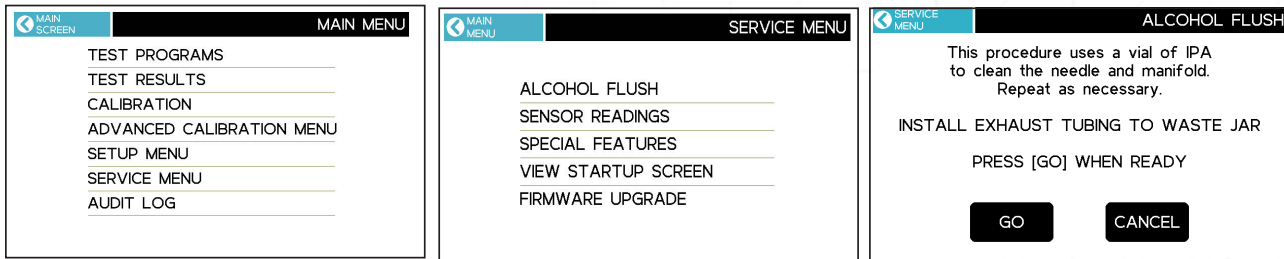 MAIN
SCREEN
MAIN MENU
TEST PROGRAMS
TEST RESULTS
CALIBRATION
ADVANCED CALIBRATION MENU
SETUP MENU
SERVICE MENU
AUDIT LOG
MAIN
MENU
SERVICE MENU
ALCOHOL FLUSH
SENSOR READINGS
SPECIAL FEATURES
VIEW STARTUP SCREEN
FIRMWARE UPGRADE
SERVICE
MENU
ALCOHOL FLUSH
This procedure uses a vial of IPA
to clean the needle and manifold.
Repeat as necessary.
INSTALL EXHAUST TUBING TO WASTE JAR
PRESS [GO] WHEN READY
GO
CANCEL